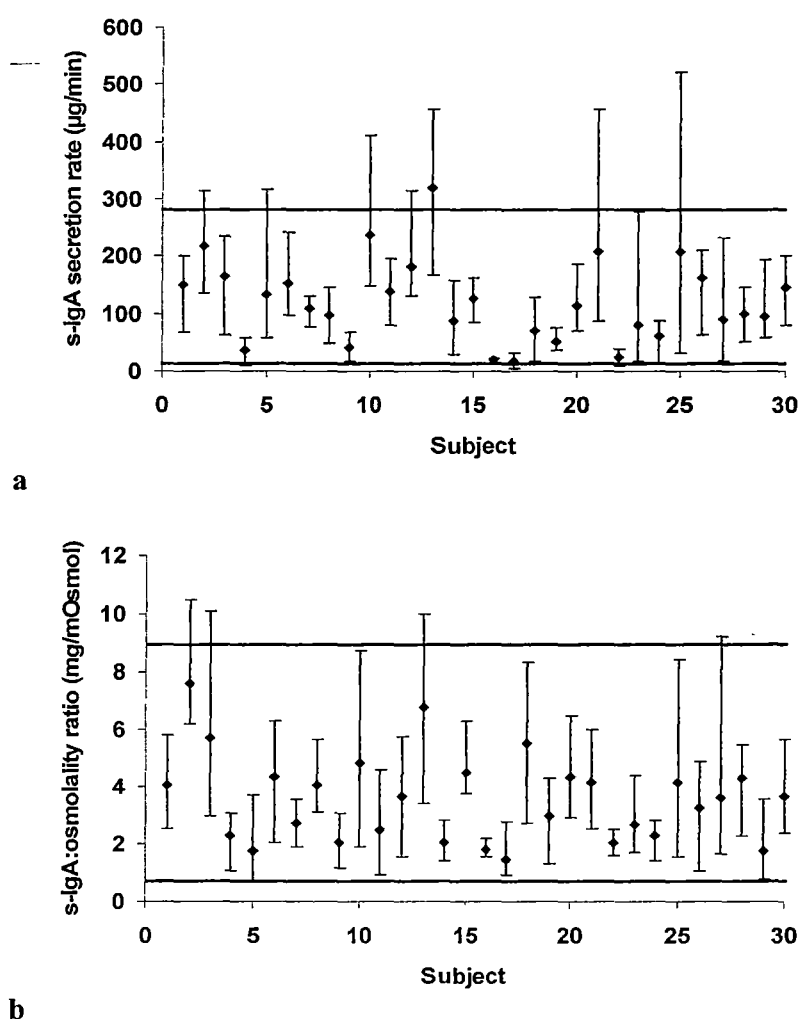 600
500
400
300
200
100
0
s-IgA secretion rate (µg/min)
0 5 10 15 20 25 30
Subject
a
12
10
8
6
4
2
0
s-IgA:osmolality ratio (mg/mOsmol)
0 5 10 15 20 25 30
Subject
b